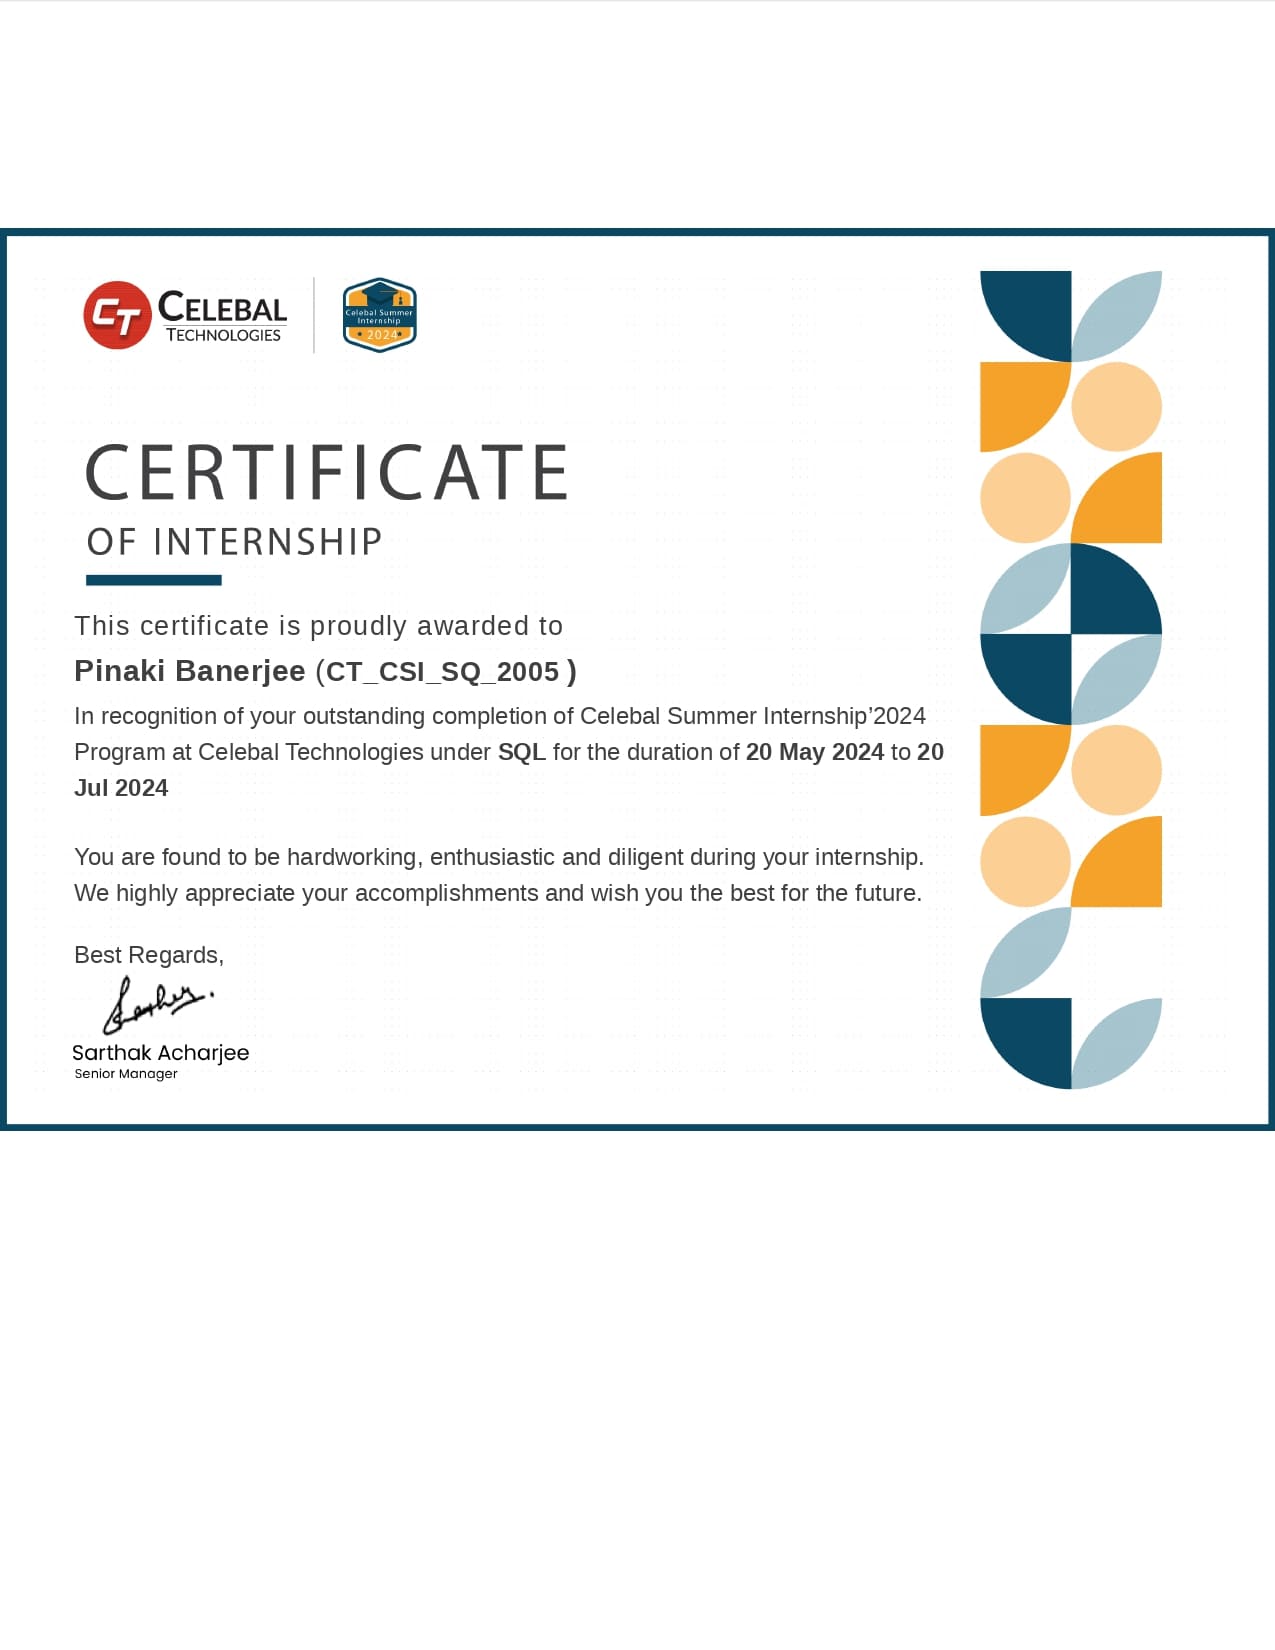 CT CELEBAL
TECHNOLOGIES
Celebal Summer
Internship
2024
CERTIFICATE
OF INTERNSHIP
This certificate is proudly awarded to
Pinaki Banerjee (CT_CSI_SQ_2005 )
In recognition of your outstanding completion of Celebal Summer Internship’2024
Program at Celebal Technologies under SQL for the duration of 20 May 2024 to 20
Jul 2024
You are found to be hardworking, enthusiastic and diligent during your internship.
We highly appreciate your accomplishments and wish you the best for the future.
Best Regards,
Sarthak Acharjee
Senior Manager